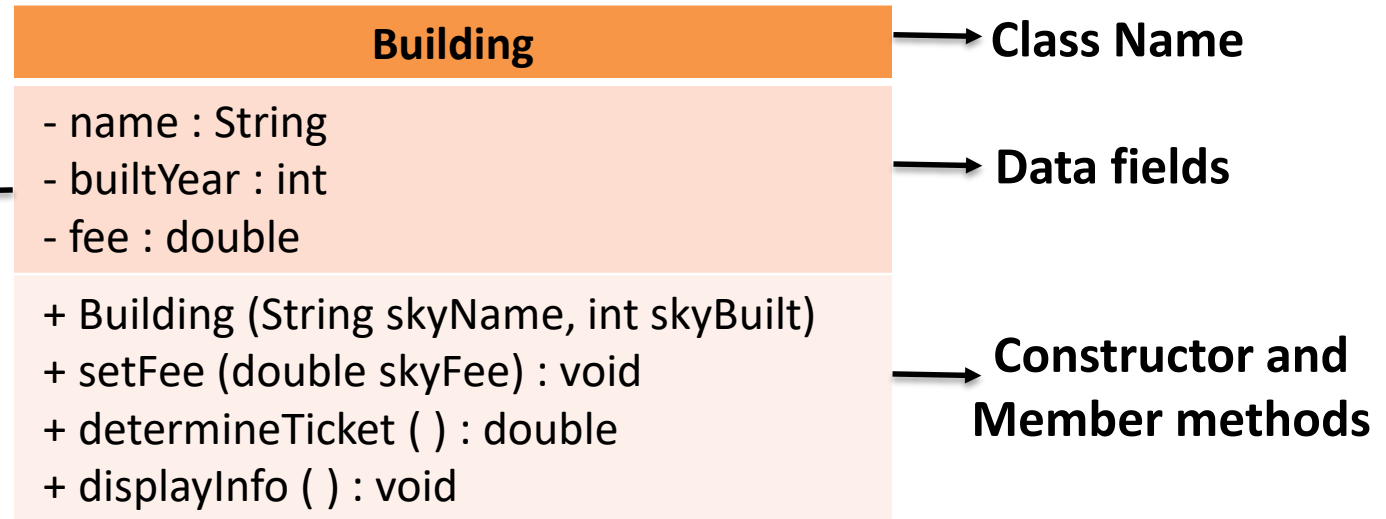 Building
Class Name
- name : String
- builtYear : int
- fee : double
Data fields
+ Building (String skyName, int skyBuilt)
+ setFee (double skyFee) : void
+ determineTicket ( ) : double
+ displayInfo ( ) : void
Constructor and
Member methods